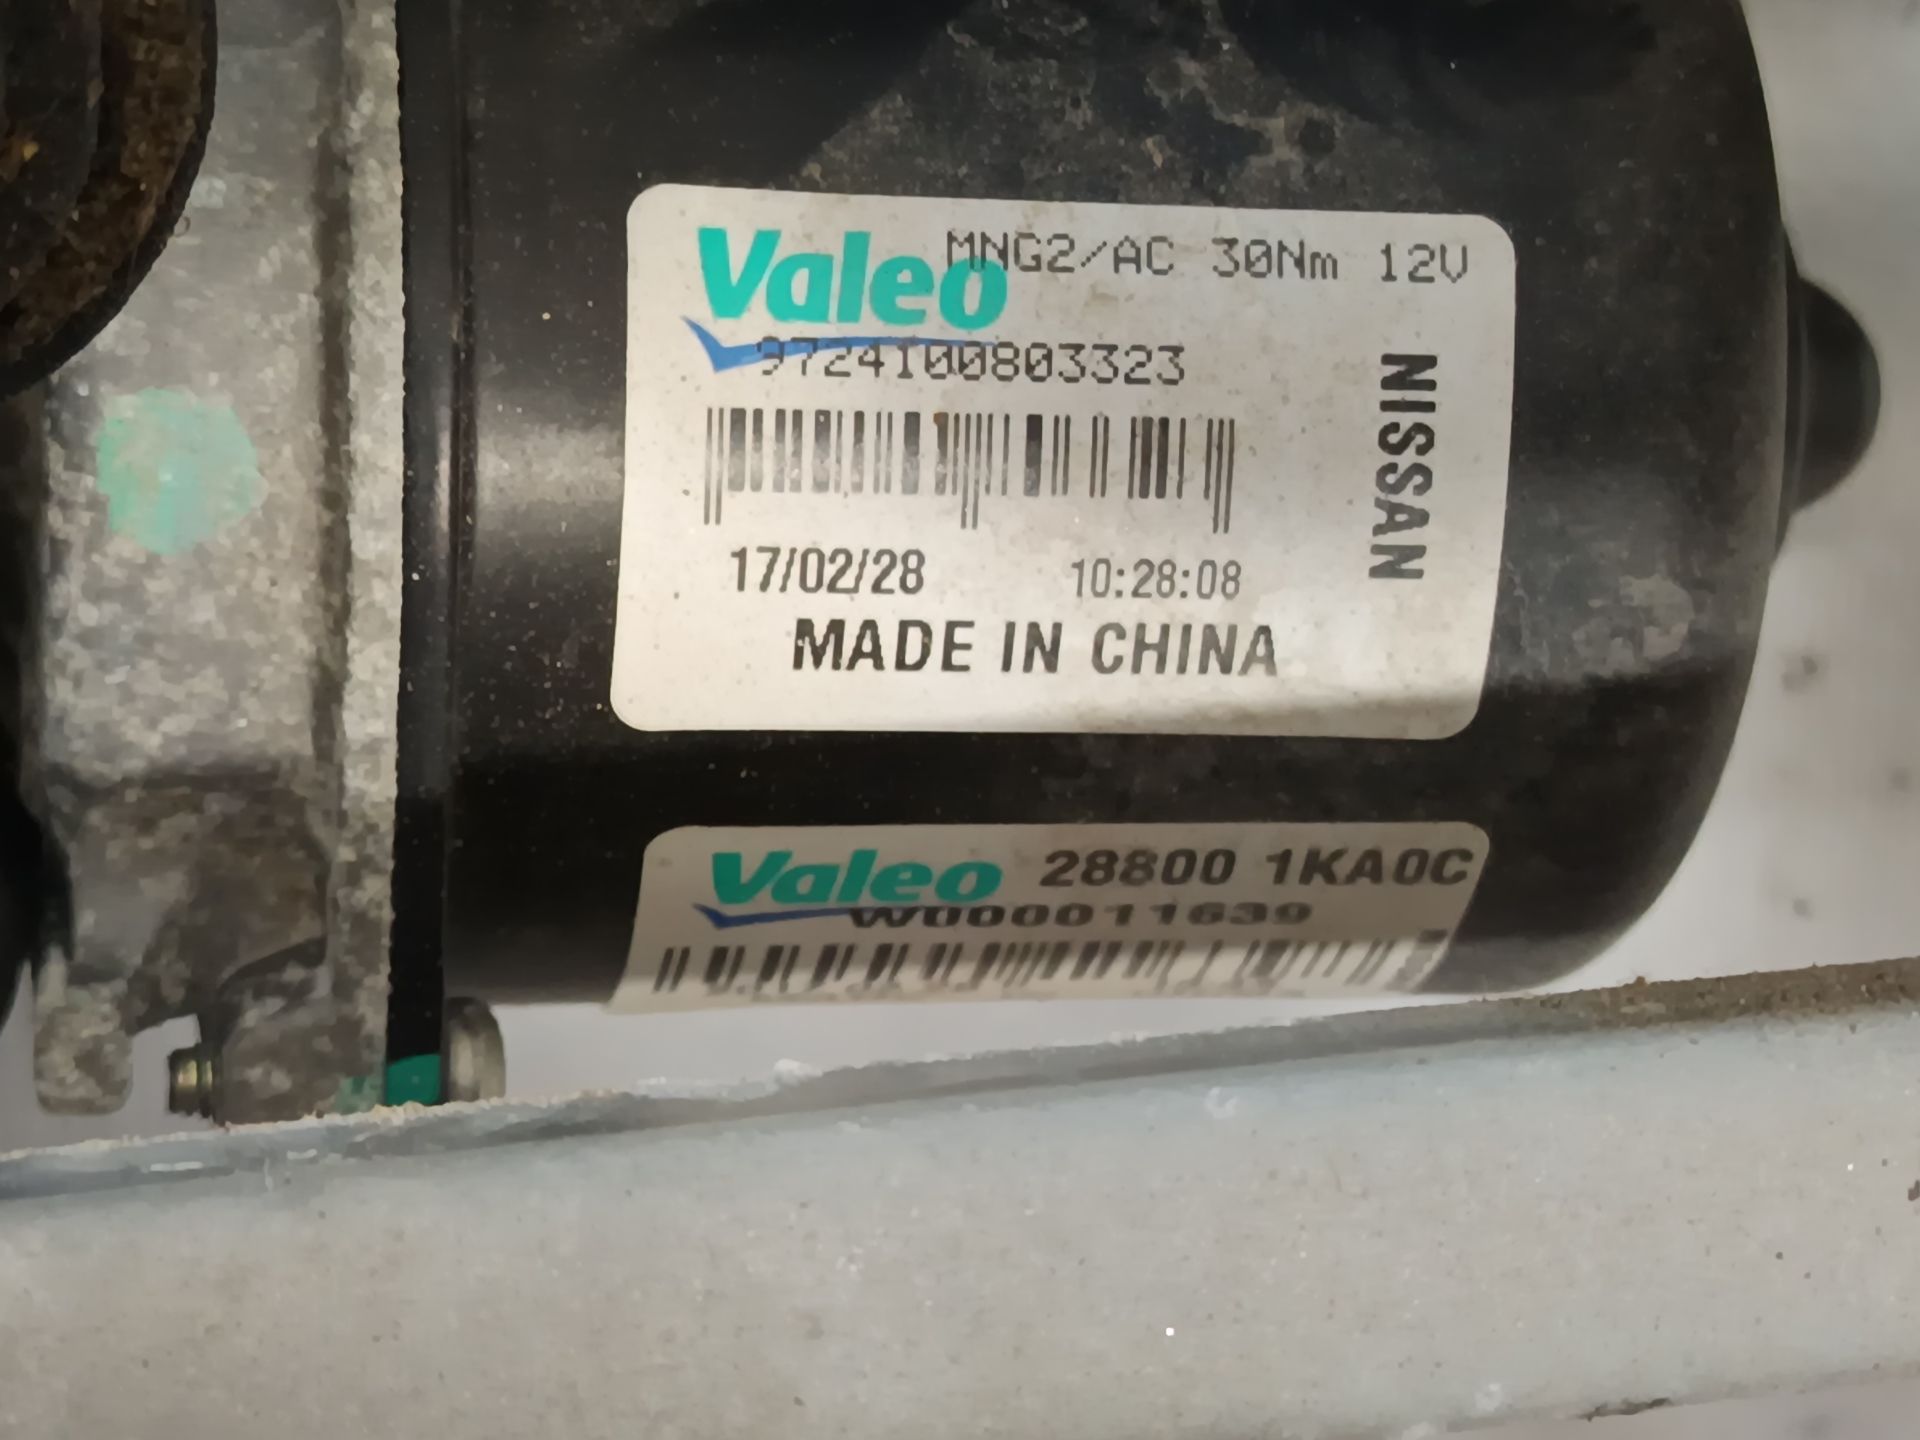 Valeo MNG2/AC 30Nm 12V
9724100803323
NISSAN
17/02/28 10:28:08
MADE IN CHINA
Valeo 28800 1KA0C
W000011639